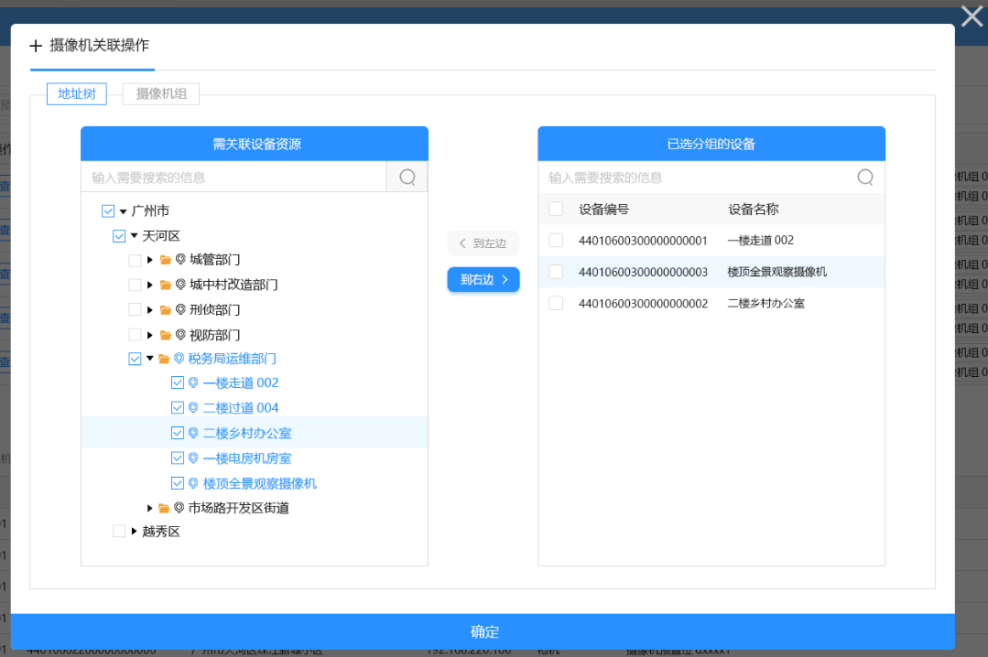 摄像机关联操作
地址树
摄像机组
需关联设备资源
输入需要搜索的信息
广州市
天河区
城管部门
城中村改造部门
刑侦部门
视防部门
税务局运维部门
一楼走道 002
二楼过道 004
二楼乡村办公室
一楼电房机房室
楼顶全景观察摄像机
市场路开发区街道
越秀区
到左边
到右边
已选分组的设备
输入需要搜索的信息
设备编号 设备名称
44010600300000000001 一楼走道 002
44010600300000000003 楼顶全景观察摄像机
44010600300000000002 二楼乡村办公室
确定